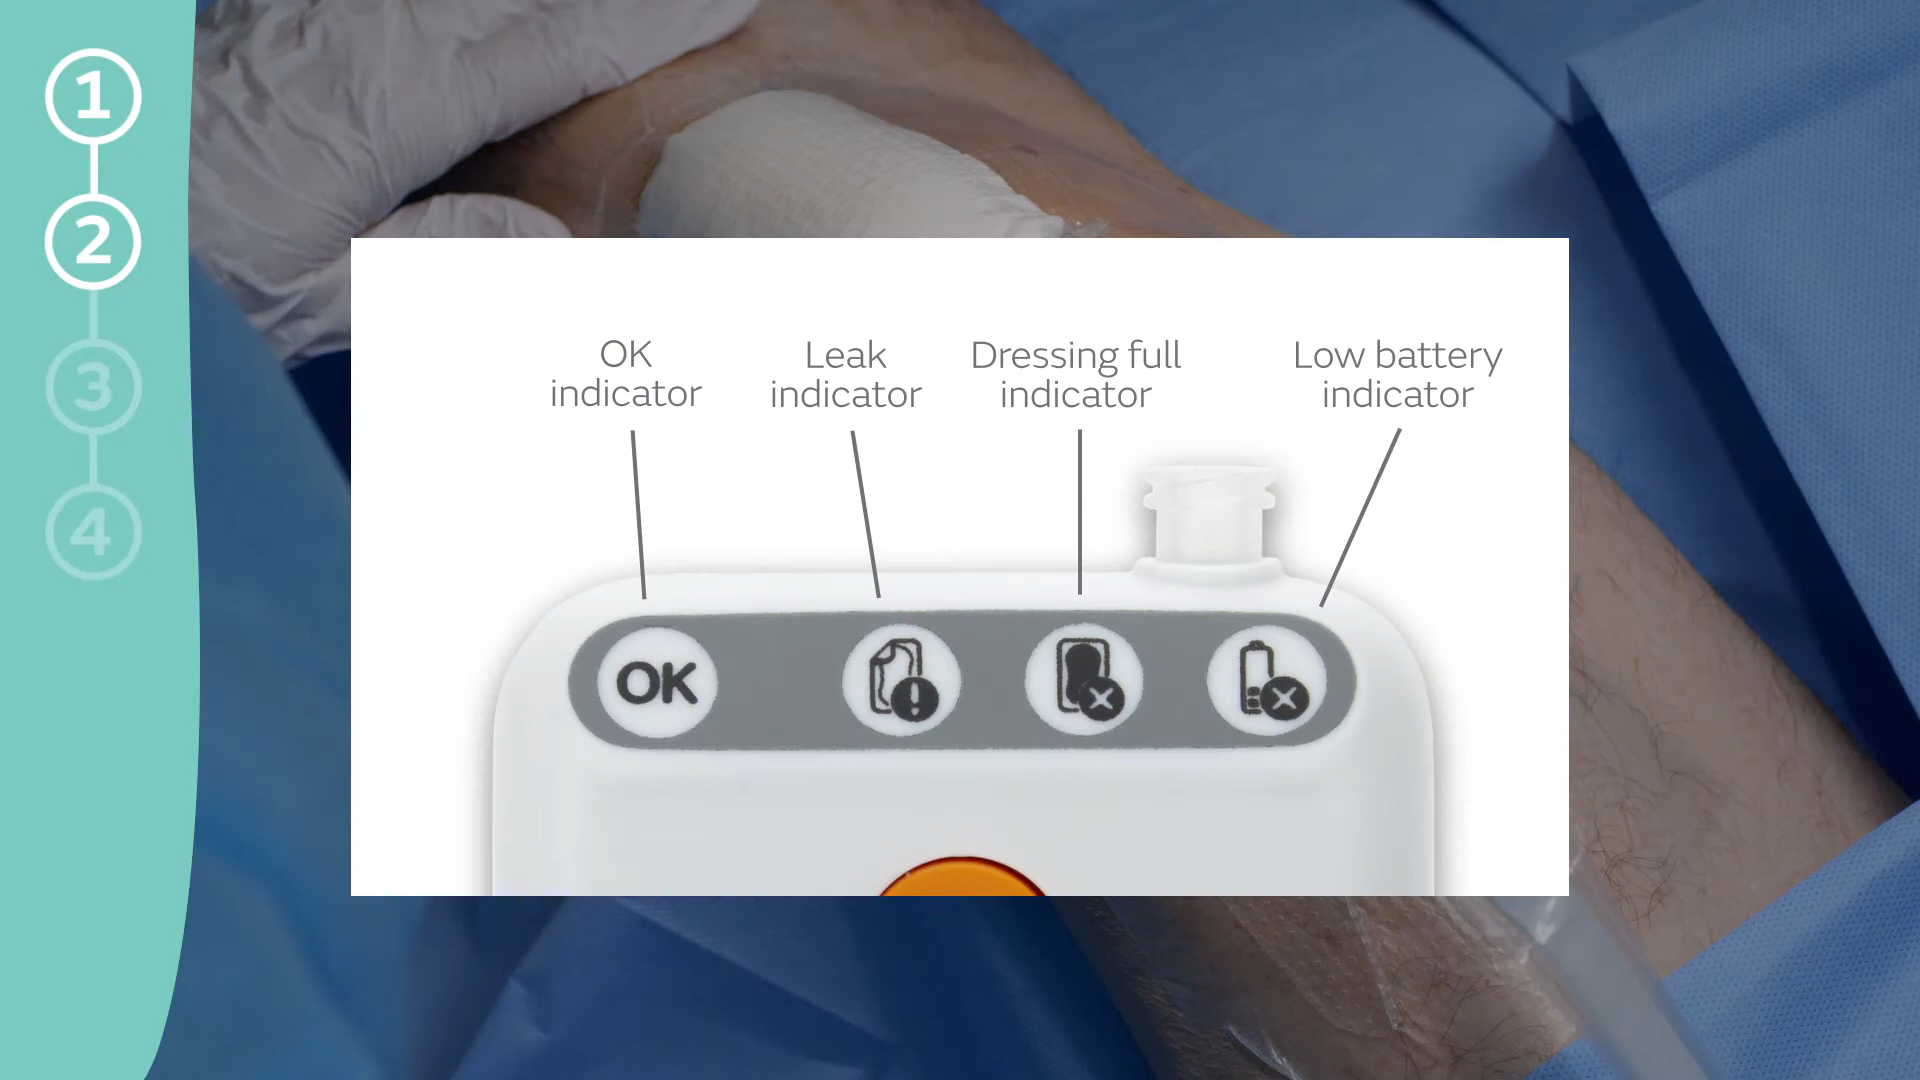 1
2
3
4
OK
indicator
Leak
indicator
Dressing full
indicator
Low battery
indicator
OK